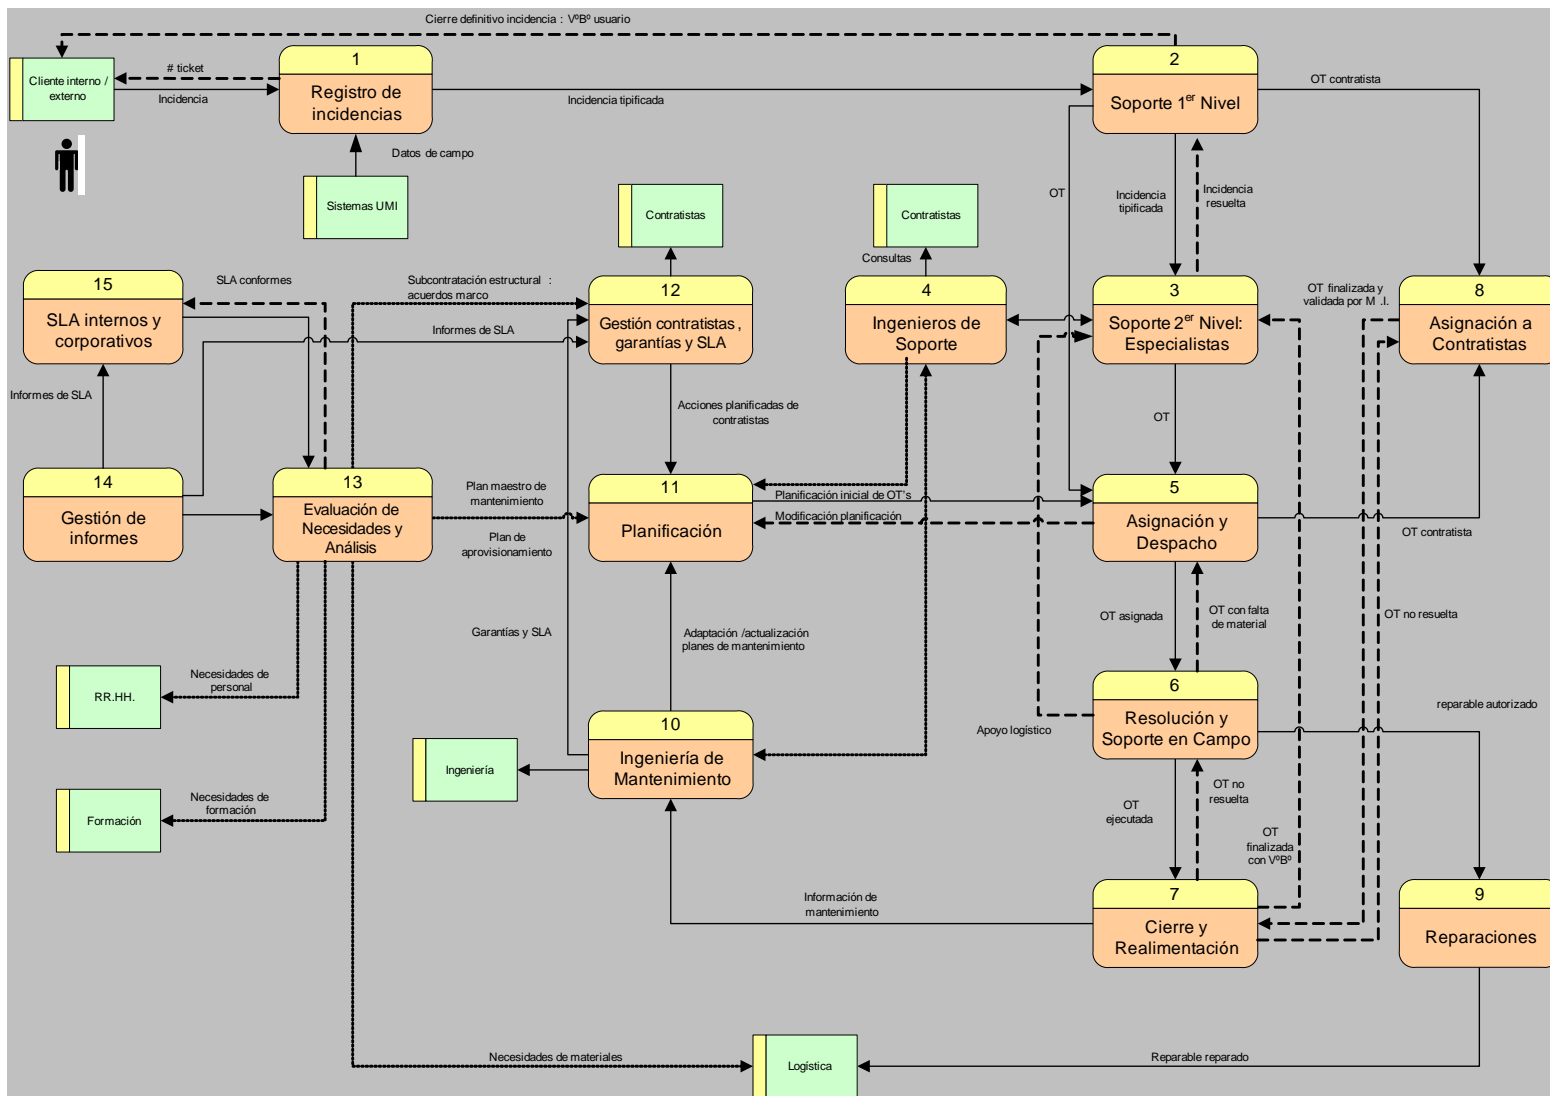 Cierre definitivo incidencia : VºBº usuario
Cliente interno /
externo
# ticket
Incidencia
1
Registro de
incidencias
Incidencia tipificada
2
Soporte 1er Nivel
OT contratista
Datos de campo
Sistemas UMI
Contratistas
Contratistas
Consultas
OT
Incidencia
tipificada
Incidencia
resuelta
15
SLA internos y
corporativos
SLA conformes
Subcontratación estructural :
acuerdos marco
Informes de SLA
12
Gestión contratistas ,
garantías y SLA
4
Ingenieros de
Soporte
3
Soporte 2er Nivel:
Especialistas
OT finalizada y
validada por M .I.
8
Asignación a
Contratistas
Informes de SLA
Acciones planificadas de
contratistas
OT
14
Gestión de
informes
13
Evaluación de
Necesidades y
Análisis
Plan maestro de
mantenimiento
Plan de
aprovisionamiento
11
Planificación
Planificación inicial de OT's
Modificación planificación
5
Asignación y
Despacho
OT contratista
Garantías y SLA
Adaptación /actualización
planes de mantenimiento
OT asignada
OT con falta
de material
OT no resuelta
RR.HH.
Necesidades de
personal
10
Ingeniería de
Mantenimiento
Ingeniería
Apoyo logístico
6
Resolución y
Soporte en Campo
reparable autorizado
Formación
Necesidades de
formación
OT
ejecutada
OT no
resuelta
OT
finalizada
con VºBº
Información de
mantenimiento
7
Cierre y
Realimentación
9
Reparaciones
Necesidades de materiales
Logística
Reparable reparado